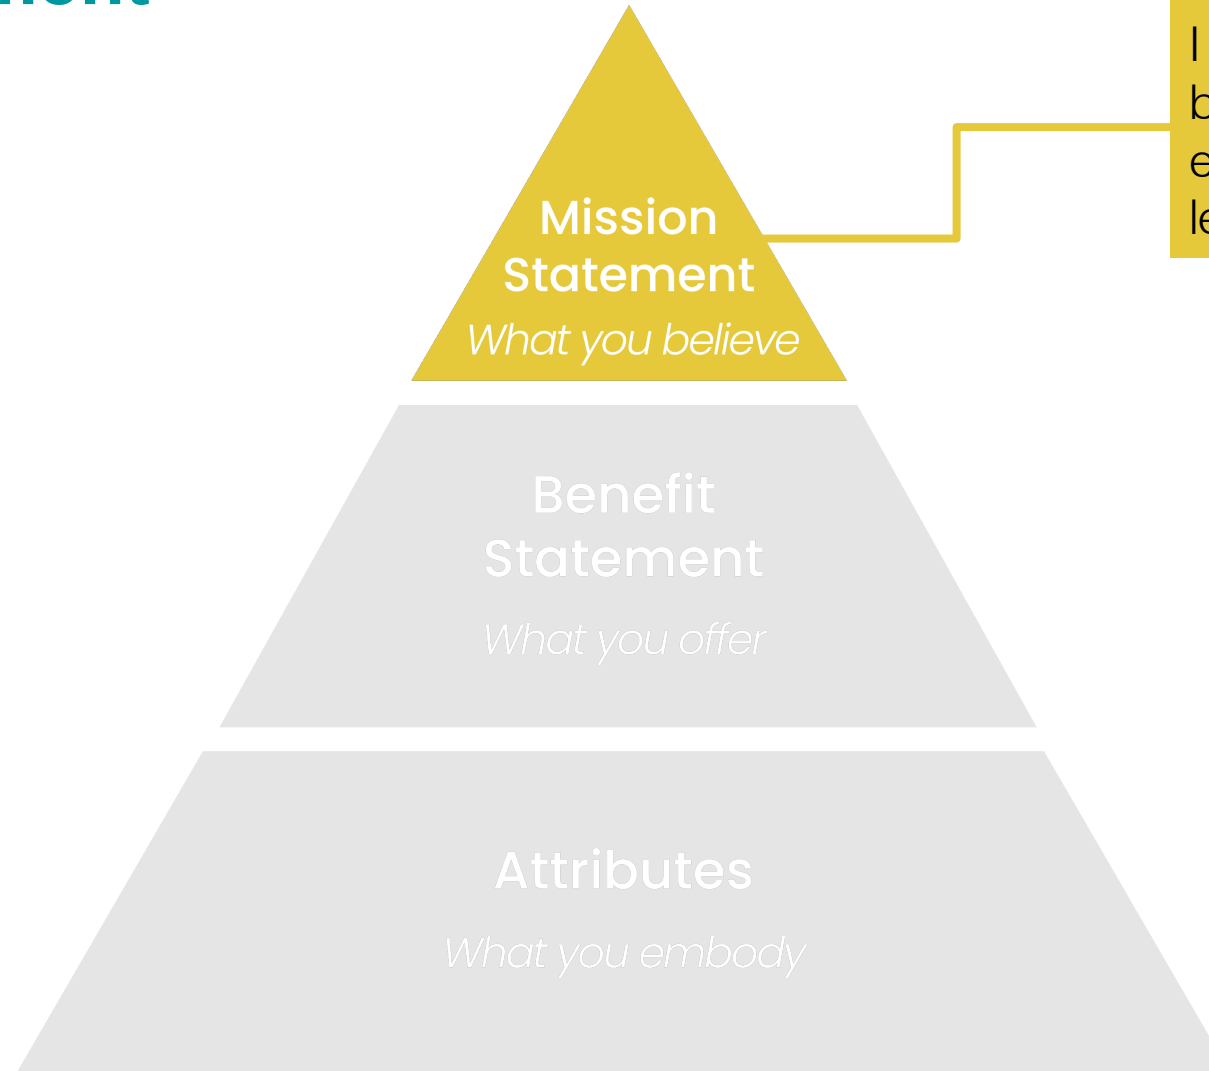 Mission
Statement
What you believe
Benefit
Statement
What you offer
Attributes
What you embody